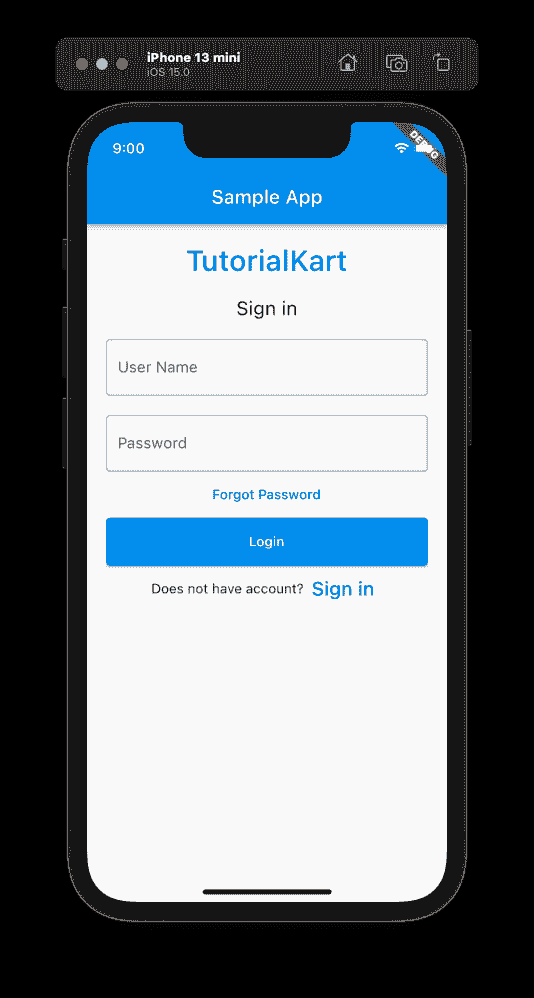 iPhone 13 mini
iOS 15.0
9:00
DEBUG
Sample App
TutorialKart
Sign in
User Name
Password
Forgot Password
Login
Does not have account? Sign in